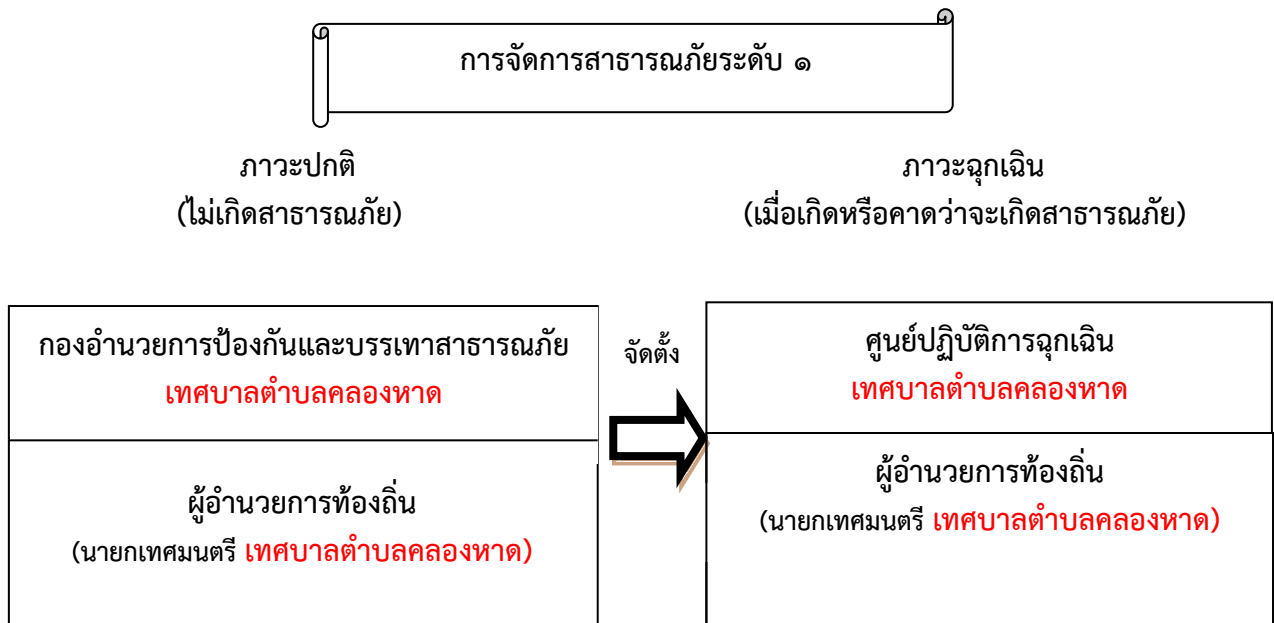 การจัดการสาธารณภัยระดับ ๑
ภาวะปกติ
(ไม่เกิดสาธารณภัย)
ภาวะฉุกเฉิน
(เมื่อเกิดหรือคาดว่าจะเกิดสาธารณภัย)
กองอำนวยการป้องกันและบรรเทาสาธารณภัย
เทศบาลตำบลคลองหาด
ผู้อำนวยการท้องถิ่น
(นายกเทศมนตรี เทศบาลตำบลคลองหาด)
จัดตั้ง
ศูนย์ปฏิบัติการฉุกเฉิน
เทศบาลตำบลคลองหาด
ผู้อำนวยการท้องถิ่น
(นายกเทศมนตรี เทศบาลตำบลคลองหาด)